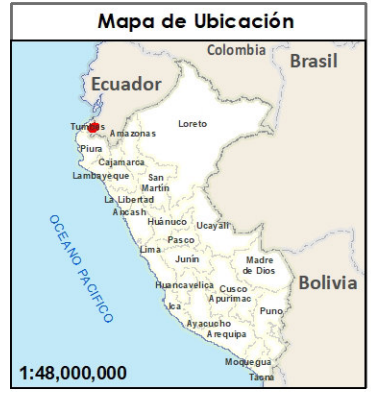 Mapa de Ubicación
Colombia
Brasil
Ecuador
Tumbes
Amazonas
Loreto
Piura
Cajamarca
Lambayeque
San
Martin
La Libertad
Ancash
Huánuco
Ucayali
Pasco
Lima
Junín
Madre
de Dios
OCEANO PACIFICO
Huancavelica
Cusco
Apurimac
Bolivia
Ica
Puno
Ayacucho
Arequipa
Moquegua
Tacna
1:48,000,000